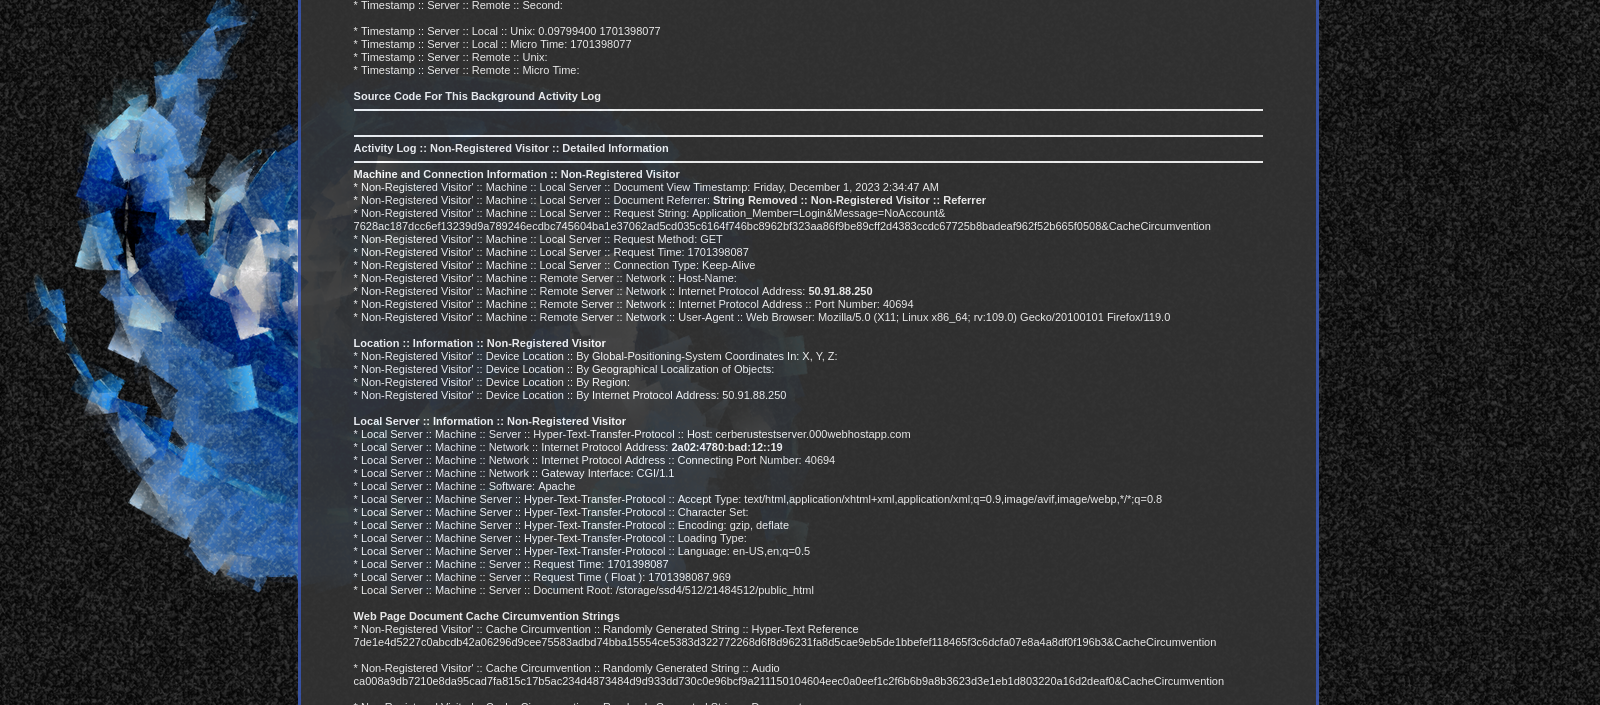 * Timestamp :: Server :: Remote :: Second:
* Timestamp :: Server :: Local :: Unix: 0.09799400 1701398077
* Timestamp :: Server :: Local :: Micro Time: 1701398077
* Timestamp :: Server :: Remote :: Unix:
* Timestamp :: Server :: Remote :: Micro Time:
Source Code For This Background Activity Log
Activity Log :: Non-Registered Visitor :: Detailed Information
Machine and Connection Information :: Non-Registered Visitor
* Non-Registered Visitor' :: Machine :: Local Server :: Document View Timestamp: Friday, December 1, 2023 2:34:47 AM
* Non-Registered Visitor' :: Machine :: Local Server :: Document Referrer: String Removed :: Non-Registered Visitor :: Referrer
* Non-Registered Visitor' :: Machine :: Local Server :: Request String: Application_Member=Login&Message=NoAccount&
7628ac187dcc6ef13239d9a789246ecdbc745604ba1e37062ad5cd035c6164f746bc8962bf323aa86f9be89cff2d4383ccdc67725b8badeaf962f52b665f0508&CacheCircumvention
* Non-Registered Visitor' :: Machine :: Local Server :: Request Method: GET
* Non-Registered Visitor' :: Machine :: Local Server :: Request Time: 1701398087
* Non-Registered Visitor' :: Machine :: Local Server :: Connection Type: Keep-Alive
* Non-Registered Visitor' :: Machine :: Remote Server :: Network :: Host-Name:
* Non-Registered Visitor' :: Machine :: Remote Server :: Network :: Internet Protocol Address: 50.91.88.250
* Non-Registered Visitor' :: Machine :: Remote Server :: Network :: Internet Protocol Address :: Port Number: 40694
* Non-Registered Visitor' :: Machine :: Remote Server :: Network :: User-Agent :: Web Browser: Mozilla/5.0 (X11; Linux x86_64; rv:109.0) Gecko/20100101 Firefox/119.0
Location :: Information :: Non-Registered Visitor
* Non-Registered Visitor' :: Device Location :: By Global-Positioning-System Coordinates In: X, Y, Z:
* Non-Registered Visitor' :: Device Location :: By Geographical Localization of Objects:
* Non-Registered Visitor' :: Device Location :: By Region:
* Non-Registered Visitor' :: Device Location :: By Internet Protocol Address: 50.91.88.250
Local Server :: Information :: Non-Registered Visitor
* Local Server :: Machine :: Server :: Hyper-Text-Transfer-Protocol :: Host: cerberustestserver.000webhostapp.com
* Local Server :: Machine :: Network :: Internet Protocol Address: 2a02:4780:bad:12::19
* Local Server :: Machine :: Network :: Internet Protocol Address :: Connecting Port Number: 40694
* Local Server :: Machine :: Network :: Gateway Interface: CGI/1.1
* Local Server :: Machine :: Software: Apache
* Local Server :: Machine Server :: Hyper-Text-Transfer-Protocol :: Accept Type: text/html,application/xhtml+xml,application/xml;q=0.9,image/avif,image/webp,*/*;q=0.8
* Local Server :: Machine Server :: Hyper-Text-Transfer-Protocol :: Character Set:
* Local Server :: Machine Server :: Hyper-Text-Transfer-Protocol :: Encoding: gzip, deflate
* Local Server :: Machine Server :: Hyper-Text-Transfer-Protocol :: Loading Type:
* Local Server :: Machine Server :: Hyper-Text-Transfer-Protocol :: Language: en-US,en;q=0.5
* Local Server :: Machine :: Server :: Request Time: 1701398087
* Local Server :: Machine :: Server :: Request Time ( Float ): 1701398087.969
* Local Server :: Machine :: Server :: Document Root: /storage/ssd4/512/21484512/public_html
Web Page Document Cache Circumvention Strings
* Non-Registered Visitor' :: Cache Circumvention :: Randomly Generated String :: Hyper-Text Reference
7de1e4d5227c0abcdb42a06296d9cee75583adbd74bba15554ce5383d322772268d6f8d96231fa8d5cae9eb5de1bbefef118465f3c6dcfa07e8a4a8df0f196b3&CacheCircumvention
* Non-Registered Visitor' :: Cache Circumvention :: Randomly Generated String :: Audio
ca008a9db7210e8da95cad7fa815c17b5ac234d4873484d9d933dd730c0e96bcf9a211150104604eec0a0eef1c2f6b6b9a8b3623d3e1eb1d803220a16d2deaf0&CacheCircumvention